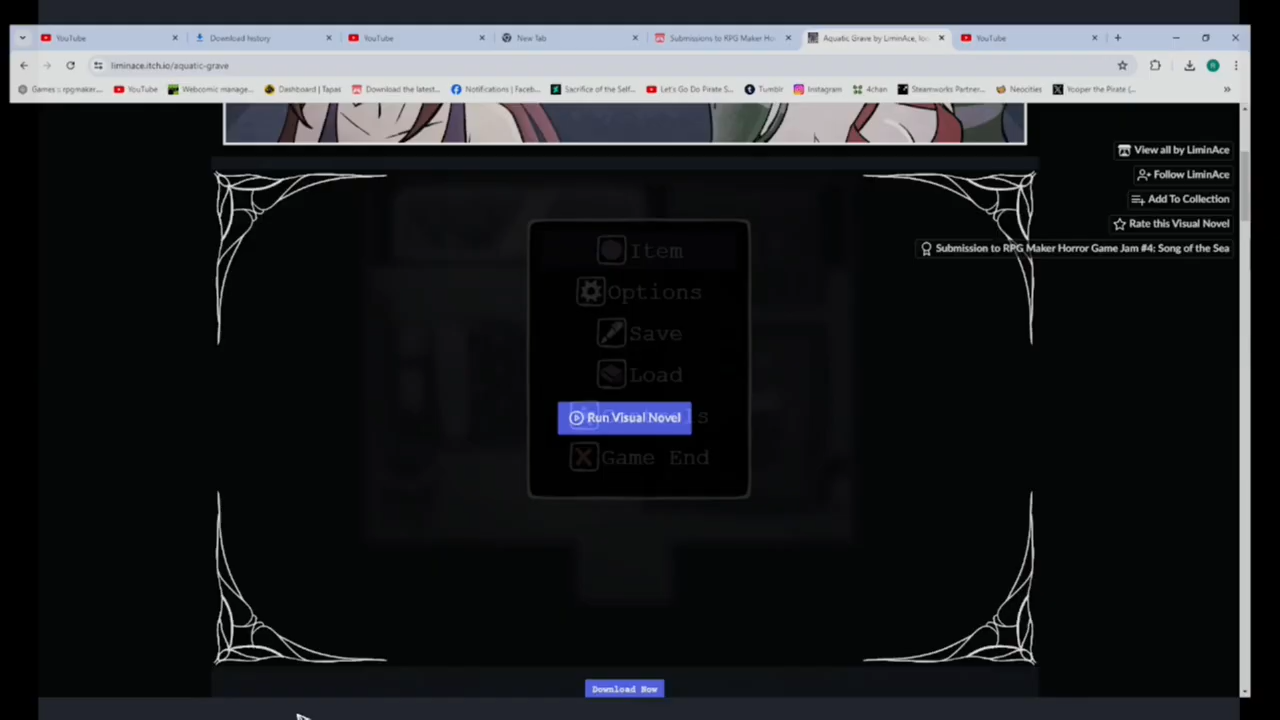 YouTube
Download history
YouTube
New Tab
Submissions to RPG Maker Ho
Aquatic Grave by LiminAce, loo
YouTube
liminace.itch.io/aquatic-grave
Games :: rpgmaker....
YouTube
Webcomic manage...
Dashboard | Tapas
Download the latest...
Notifications | Faceb...
Sacrifice of the Self...
Let's Go Do Pirate S...
Tumblr
Instagram
4chan
Steamworks Partner...
Neocities
Yooper the Pirate (...
View all by LiminAce
Follow LiminAce
Add To Collection
Rate this Visual Novel
Submission to RPG Maker Horror Game Jam #4: Song of the Sea
Item
Options
Save
Load
Run Visual Novel
Game End
Download Now